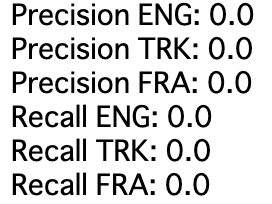 Precision ENG: 0.0
Precision TRK: 0.0
Precision FRA: 0.0
Recall ENG: 0.0
Recall TRK: 0.0
Recall FRA: 0.0